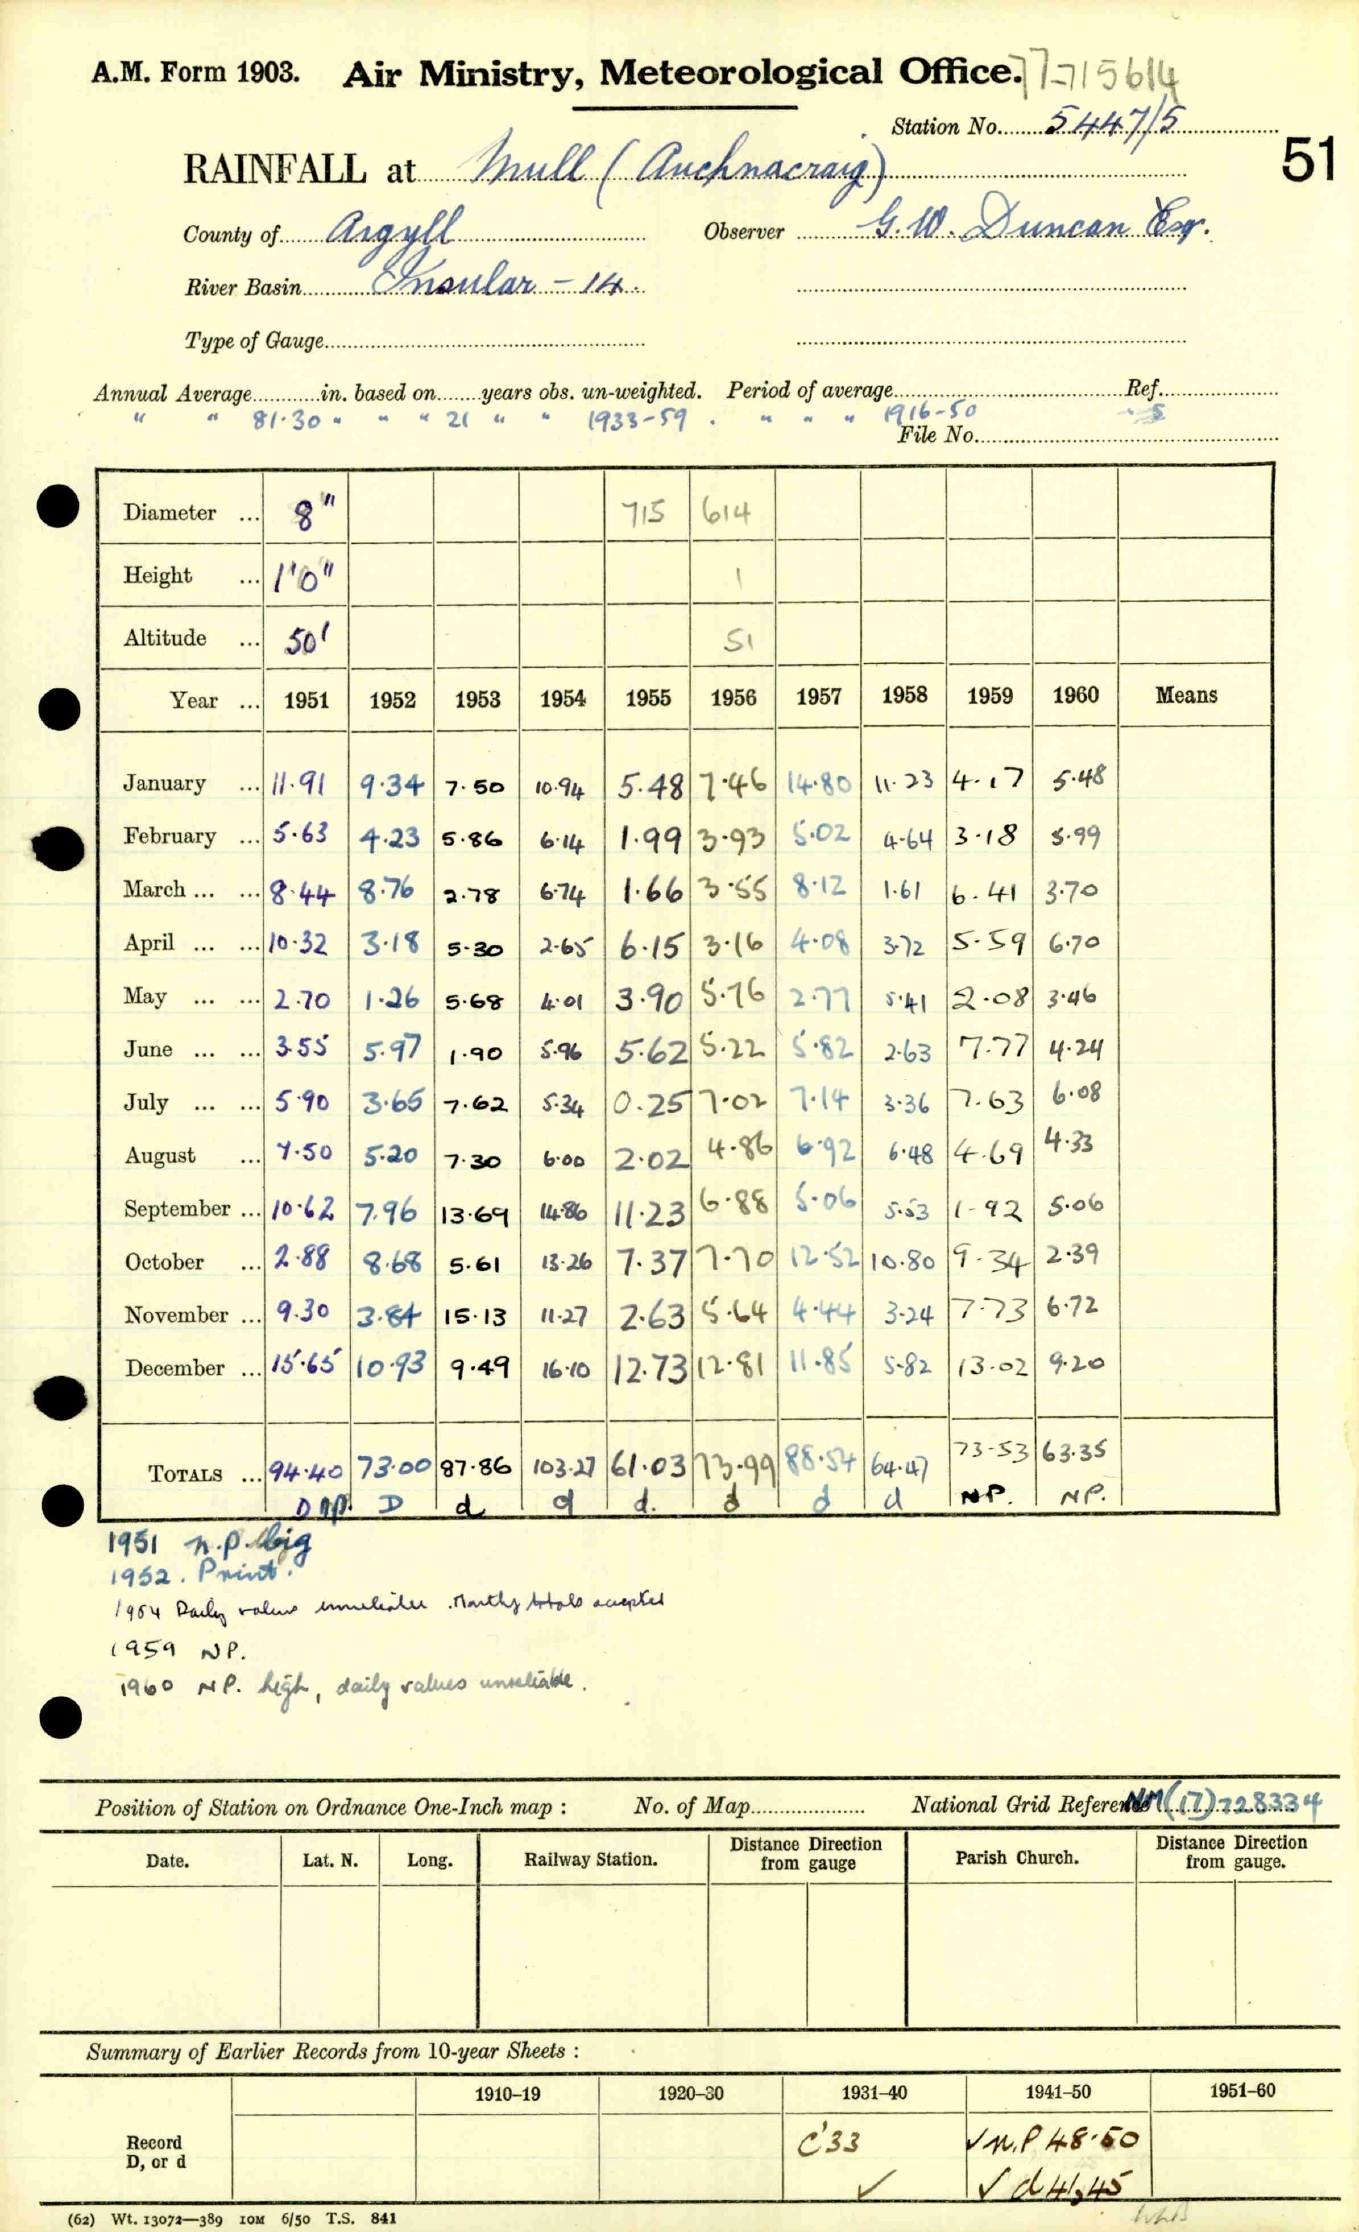 A.M. Form 1903. Air Ministry, Meteorological Office. 77-715614
Station No. 5447/5
51
RAINFALL at Mull (Auchnacraig)
County of Argyll Observer G.W. Duncan Esq.
River Basin Insular - 14.
Type of Gauge
Annual Average in. based on years obs. un-weighted. Period of average Ref.
" " 81.30 " " " 21 " " 1933-59 . " " " 1916-50 " 5
File No.
Diameter ... 8" 715 614
Height ... 1'0" 1
Altitude ... 50' 51
Year ... 1951 1952 1953 1954 1955 1956 1957 1958 1959 1960 Means
January ... 11.91 9.34 7.50 10.94 5.48 7.46 14.80 11.23 4.17 5.48
February ... 5.63 4.23 5.86 6.14 1.99 3.93 5.02 4.64 3.18 5.99
March ... ... 8.44 8.76 2.78 6.74 1.66 3.55 8.12 1.61 6.41 3.70
April ... ... 10.32 3.18 5.30 2.65 6.15 3.16 4.08 3.72 5.59 6.70
May ... ... 2.70 1.26 5.68 4.01 3.90 5.76 2.77 5.41 2.08 3.46
June ... ... 3.55 5.97 1.90 5.96 5.62 5.22 5.82 2.63 7.77 4.24
July ... ... 5.90 3.65 7.62 5.34 0.25 7.02 7.14 3.36 7.63 6.08
August ... 7.50 5.20 7.30 6.00 2.02 4.86 6.92 6.48 4.69 4.33
September ... 10.62 7.96 13.69 14.86 11.23 6.88 5.06 5.53 1.92 5.06
October ... 2.88 8.68 5.61 13.26 7.37 7.70 12.52 10.80 9.34 2.39
November ... 9.30 3.84 15.13 11.27 2.63 5.64 4.44 3.24 7.73 6.72
December ... 15.65 10.93 9.49 16.10 12.73 12.81 11.85 5.82 13.02 9.20
TOTALS ... 94.40 73.00 87.86 103.27 61.03 73.99 88.54 64.47 73.53 63.35
D np. D d d d. d d d NP. NP.
1951 n.p. big
1952. Print.
1954 Daily values unreliable. Monthly totals accepted
1959 NP.
1960 NP. high, daily values unreliable.
Position of Station on Ordnance One-Inch map : No. of Map National Grid Reference NM (17) 728334
Date. Lat. N. Long. Railway Station. Distance from gauge Direction Parish Church. Distance from gauge. Direction
Summary of Earlier Records from 10-year Sheets :
1910–19 1920–30 1931–40 1941–50 1951–60
Record D, or d C'33 ✓ n.P 48-50
✓ ✓ d 41,45
(62) Wt. 13072—389 10M 6/50 T.S. 841